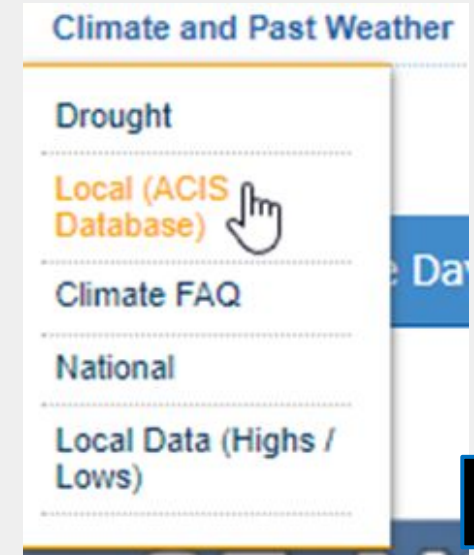 Climate and Past Weather
Drought
Local (ACIS
Database)
Climate FAQ
National
Local Data (Highs /
Lows)